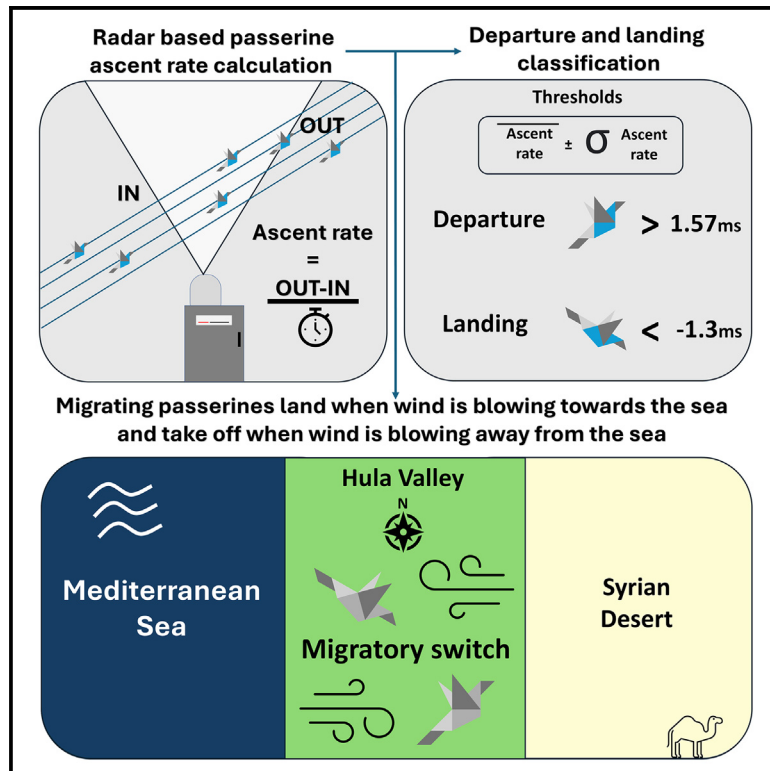 Radar based passerine
ascent rate calculation
IN
OUT
Ascent rate
=
OUT-IN
Departure and landing
classification
Thresholds
Ascent rate ± σ Ascent rate
Departure > 1.57ms
Landing < -1.3ms
Migrating passerines land when wind is blowing towards the sea
and take off when wind is blowing away from the sea
Mediterranean
Sea
Hula Valley
N
Migratory switch
Syrian
Desert